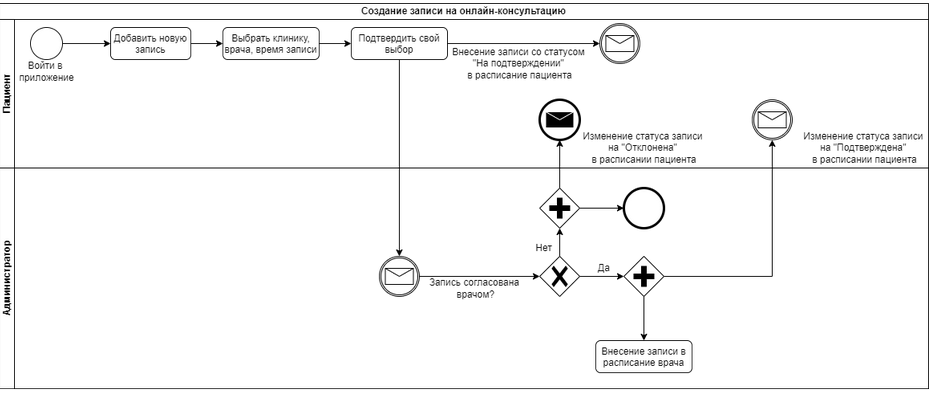 Создание записи на онлайн-консультацию
Пациент
Войти в
приложение
Добавить новую
запись
Выбрать клинику,
врача, время записи
Подтвердить свой
выбор
Внесение записи со статусом
"На подтверждении"
в расписание пациента
Изменение статуса записи
на "Отклонена"
в расписании пациента
Изменение статуса записи
на "Подтверждена"
в расписании пациента
Администратор
Запись согласована
врачом?
Нет
Да
Внесение записи в
расписание врача